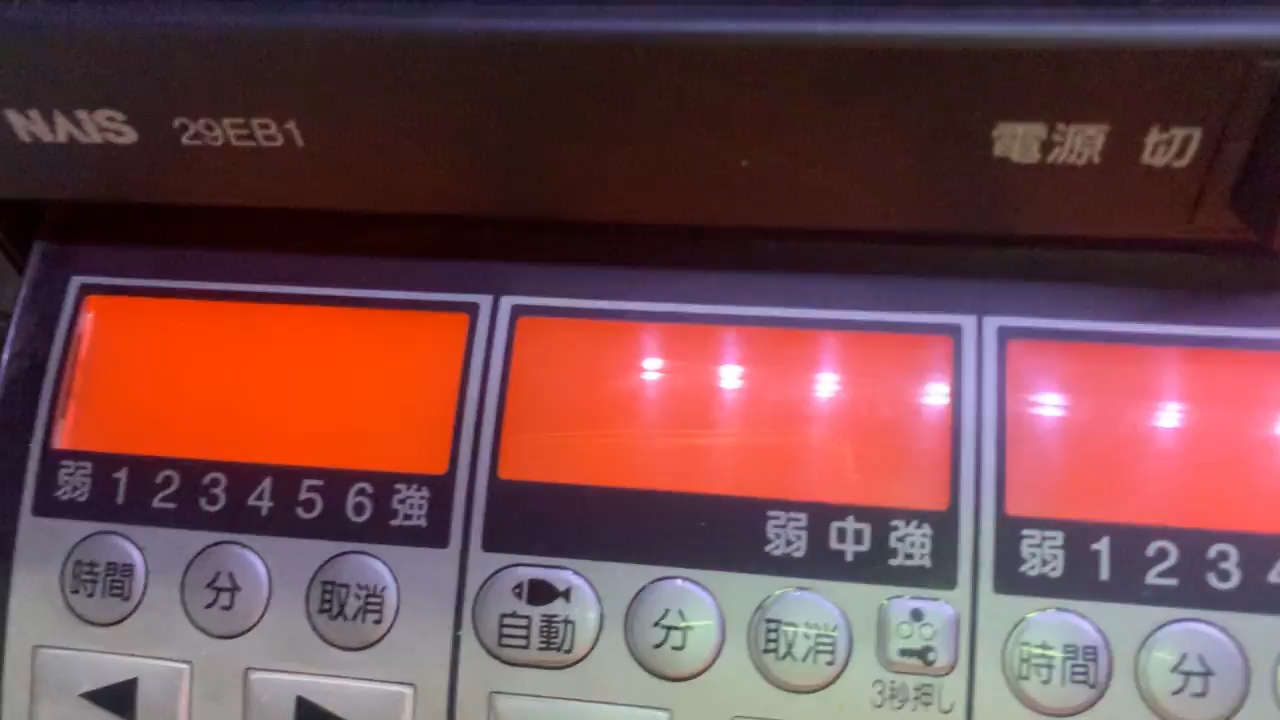 NAIS 29EB1 電源 切
弱 1 2 3 4 5 6 強
弱 中 強
弱 1 2 3
時間 分 取消
自動 分 取消
3秒押し
時間 分